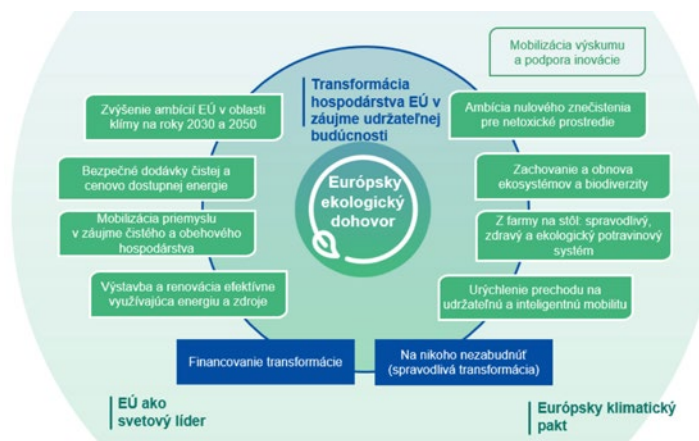 Mobilizácia výskumu
a podpora inovácie
Transformácia
hospodárstva EÚ v
záujme udržateľnej
budúcnosti
Zvýšenie ambícií EÚ v oblasti
klímy na roky 2030 a 2050
Ambícia nulového znečistenia
pre netoxické prostredie
Bezpečné dodávky čistej a
cenovo dostupnej energie
Zachovanie a obnova
ekosystémov a biodiverzity
Európsky
ekologický
dohovor
Mobilizácia priemyslu
v záujme čistého a obehového
hospodárstva
Z farmy na stôl: spravodlivý,
zdravý a ekologický potravinový
systém
Výstavba a renovácia efektívne
využívajúca energiu a zdroje
Urýchlenie prechodu na
udržateľnú a inteligentnú mobilitu
Financovanie transformácie
Na nikoho nezabudnúť
(spravodlivá transformácia)
EÚ ako
svetový líder
Európsky klimatický
pakt